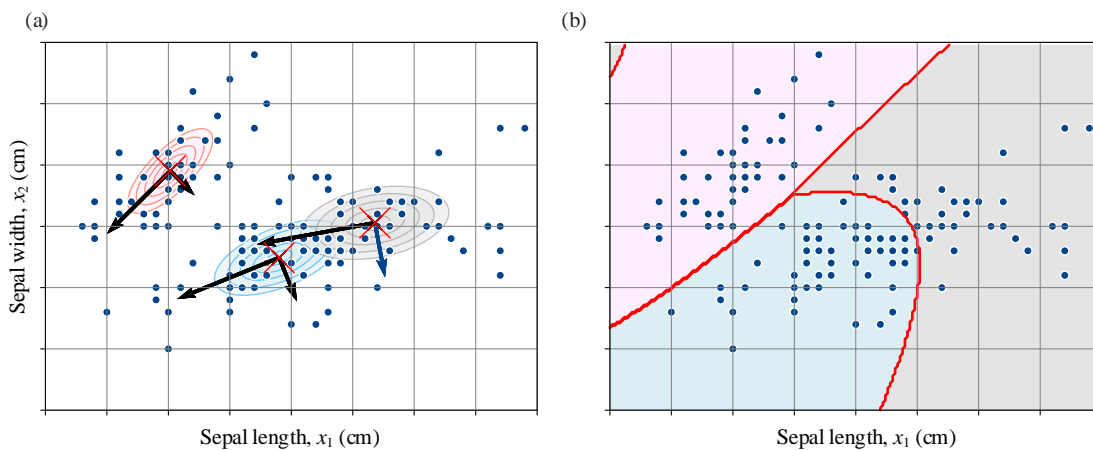 (a)
(b)
Sepal width, x₂ (cm)
Sepal length, x₁ (cm)
Sepal length, x₁ (cm)